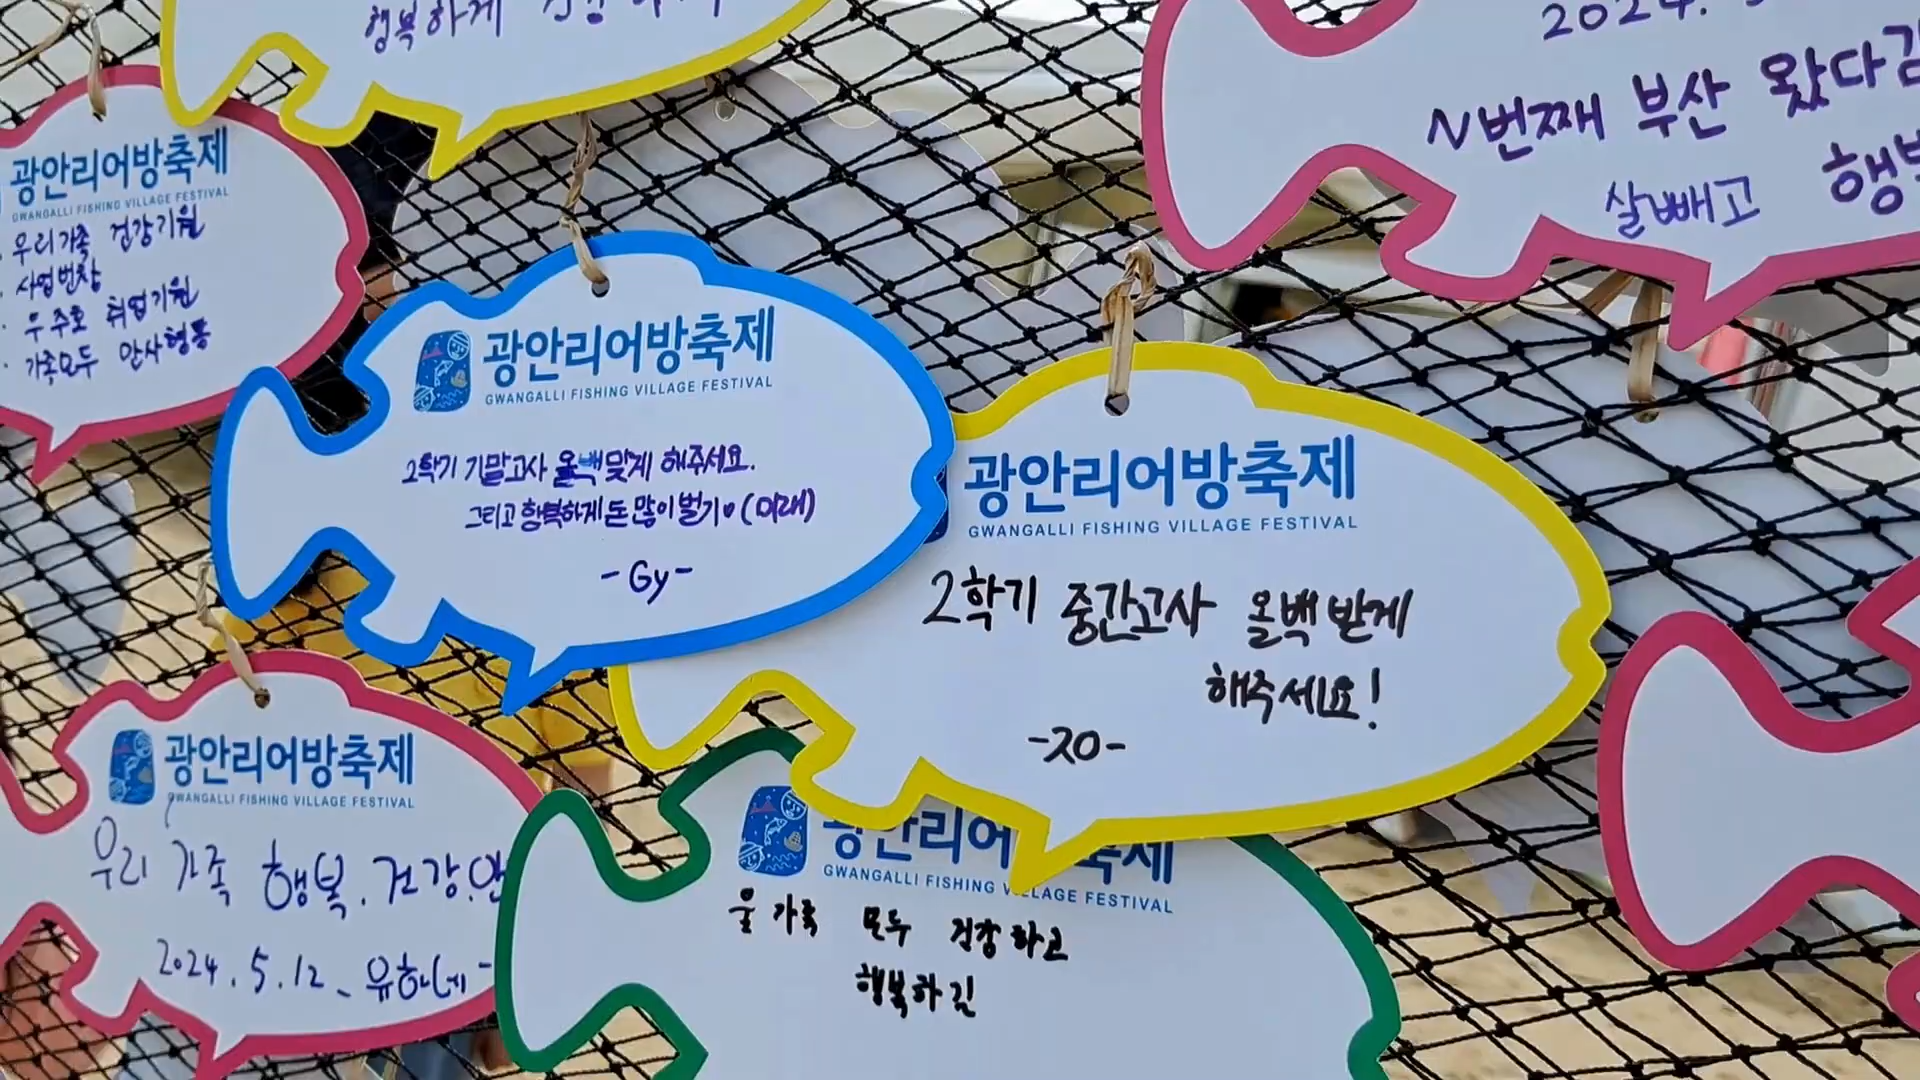 행복하게
2024.
N번째 부산 왔다감
살빼고 행복
광안리어방축제
GWANGALLI FISHING VILLAGE FESTIVAL
· 우리가족 건강기원
· 사업번창
· 우주호 취업기원
· 가족모두 만사형통
광안리어방축제
GWANGALLI FISHING VILLAGE FESTIVAL
2학기 기말고사 올백 맞게 해주세요.
그리고 행복하게 돈 많이 벌기♥(미래)
-Gy-
광안리어방축제
GWANGALLI FISHING VILLAGE FESTIVAL
2학기 중간고사 올백 받게
해주세요!
-20-
광안리어방축제
GWANGALLI FISHING VILLAGE FESTIVAL
우리 가족 행복.건강.안
2024.5.12. 유하네-
광안리어 축제
GWANGALLI FISHING VILLAGE FESTIVAL
울 가족 모두 건강하고
행복하길